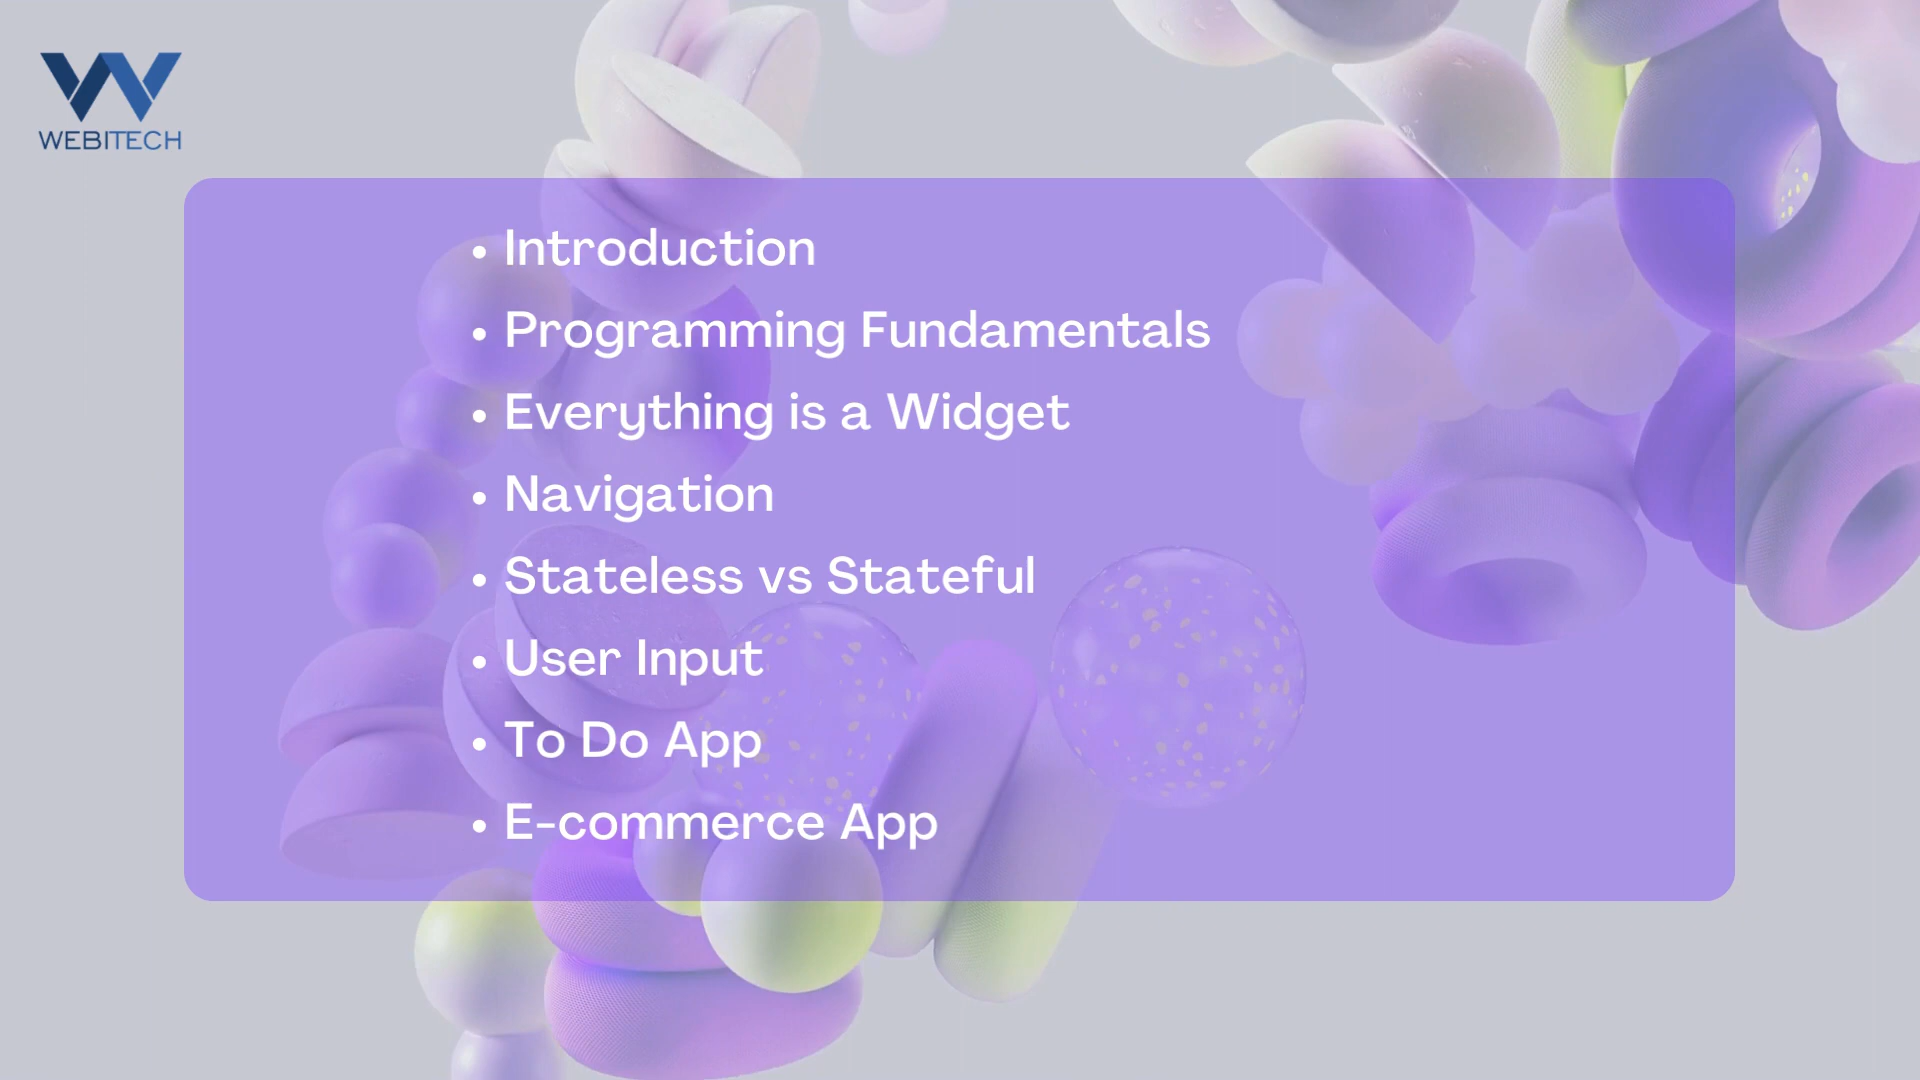 WEBITECH
• Introduction
• Programming Fundamentals
• Everything is a Widget
• Navigation
• Stateless vs Stateful
• User Input
• To Do App
• E-commerce App